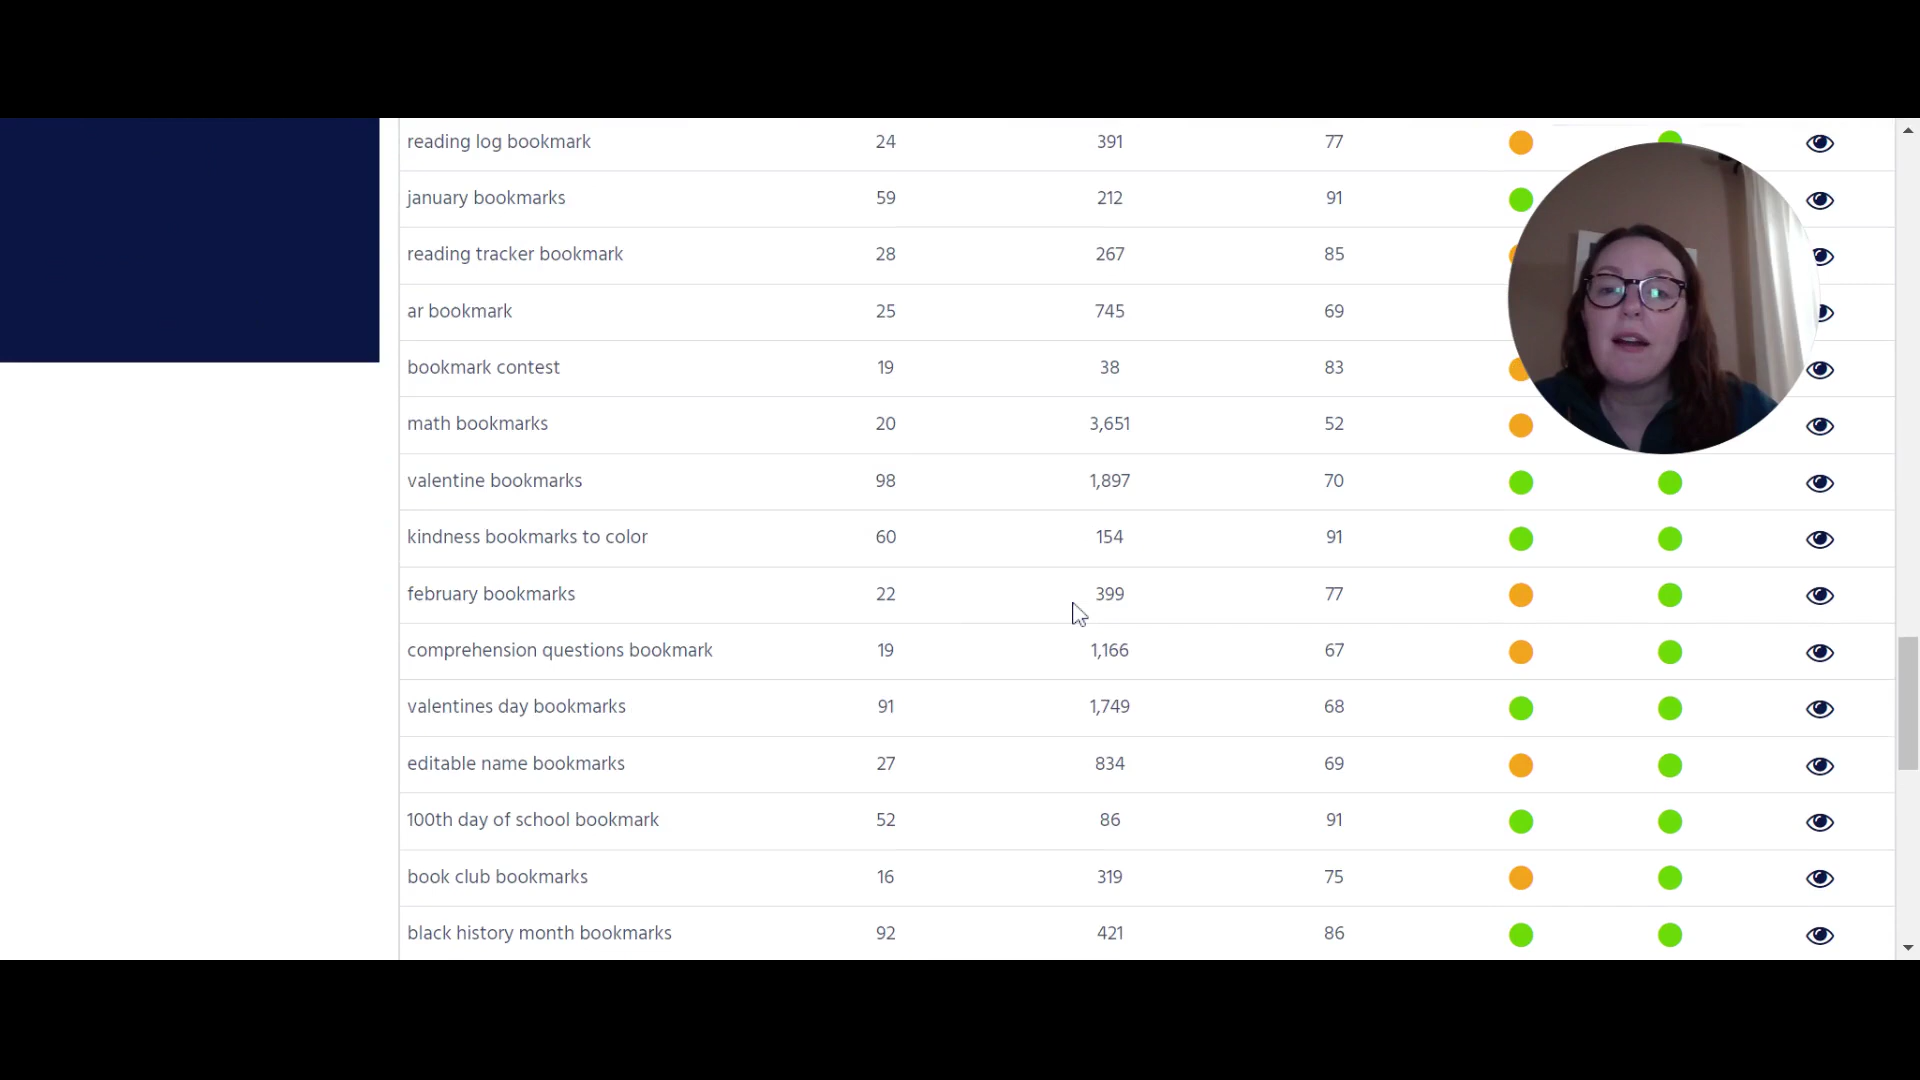 reading log bookmark 24 391 77
january bookmarks 59 212 91
reading tracker bookmark 28 267 85
ar bookmark 25 745 69
bookmark contest 19 38 83
math bookmarks 20 3,651 52
valentine bookmarks 98 1,897 70
kindness bookmarks to color 60 154 91
february bookmarks 22 399 77
comprehension questions bookmark 19 1,166 67
valentines day bookmarks 91 1,749 68
editable name bookmarks 27 834 69
100th day of school bookmark 52 86 91
book club bookmarks 16 319 75
black history month bookmarks 92 421 86